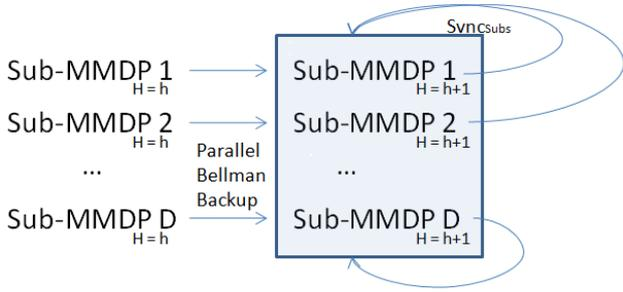 SyncSubs
Sub-MMDP 1 H = h
Sub-MMDP 1 H = h+1
Sub-MMDP 2 H = h
Sub-MMDP 2 H = h+1
...
...
Parallel
Bellman
Backup
Sub-MMDP D H = h
Sub-MMDP D H = h+1